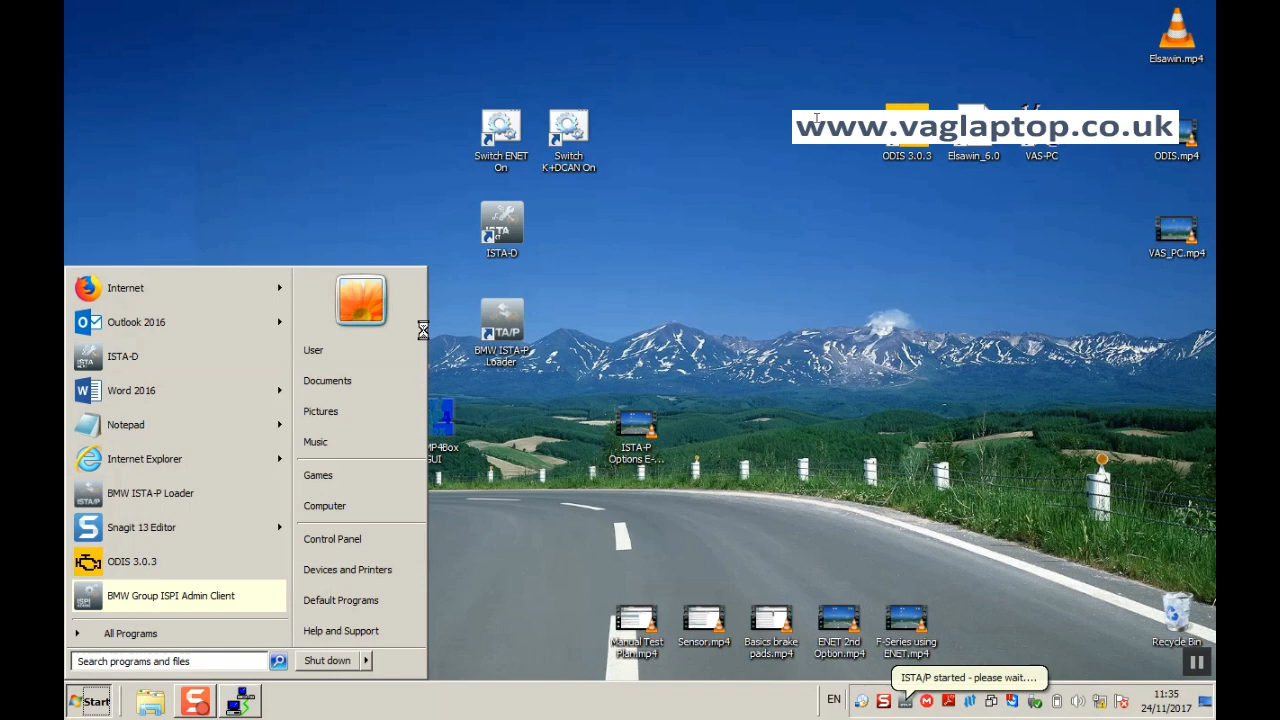 Elsawin.mp4
www.vaglaptop.co.uk
Switch ENET
On
Switch
K+DCAN On
ODIS 3.0.3
Elsawin_6.0
VAS-PC
ODIS.mp4
ISTA-D
VAS_PC.mp4
BMW ISTA-P
Loader
MP4Box
GUI
ISTA-P
Options E-...
Manual Test
Plan.mp4
Sensor.mp4
Basics brake
pads.mp4
ENET 2nd
Option.mp4
F-Series using
ENET.mp4
Recycle Bin
Internet
Outlook 2016
ISTA-D
Word 2016
Notepad
Internet Explorer
BMW ISTA-P Loader
Snagit 13 Editor
ODIS 3.0.3
BMW Group ISPI Admin Client
All Programs
Search programs and files
User
Documents
Pictures
Music
Games
Computer
Control Panel
Devices and Printers
Default Programs
Help and Support
Shut down
ISTA/P started - please wait....
Start
EN
11:35
24/11/2017